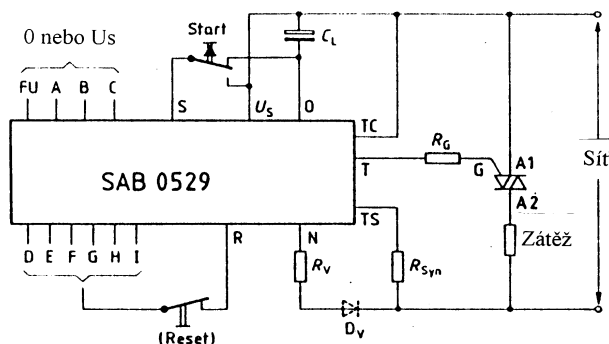 Start
0 nebo Us
C_L
FU A B C
S U_S 0
TC
R_G
T G A1
Síť
SAB 0529
A2
TS
Zátěž
R N
D E F G H I
R_V R_Syn
D_V
(Reset)